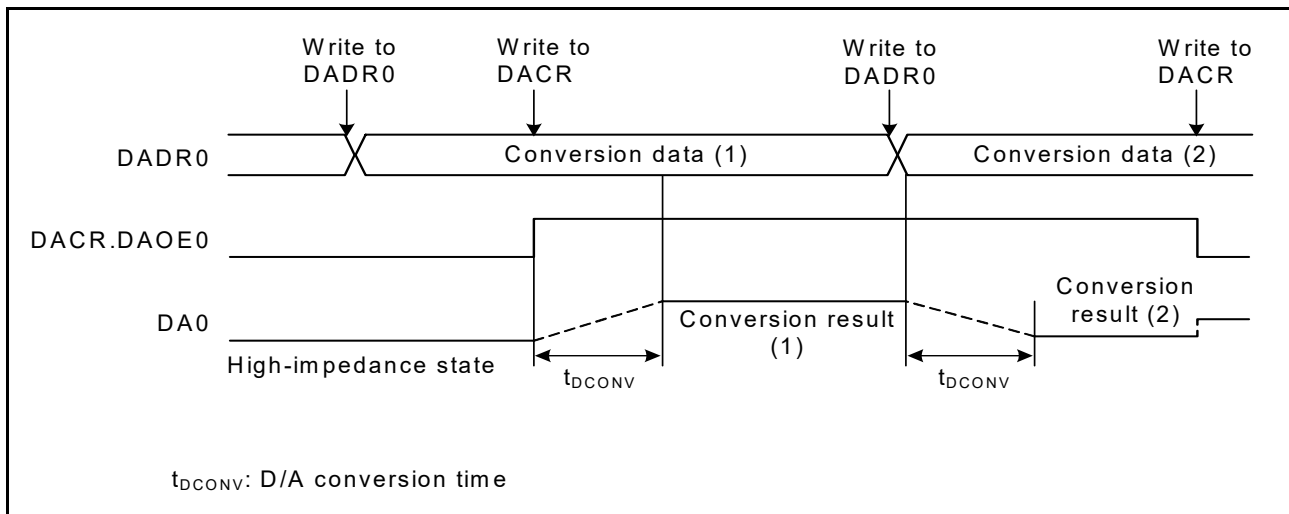 Write to
DADR0
Write to
DACR
Write to
DADR0
Write to
DACR
DADR0
Conversion data (1)
Conversion data (2)
DACR.DAOE0
DA0
Conversion result
(1)
Conversion
result (2)
High-impedance state
tDCONV
tDCONV
tDCONV: D/A conversion time